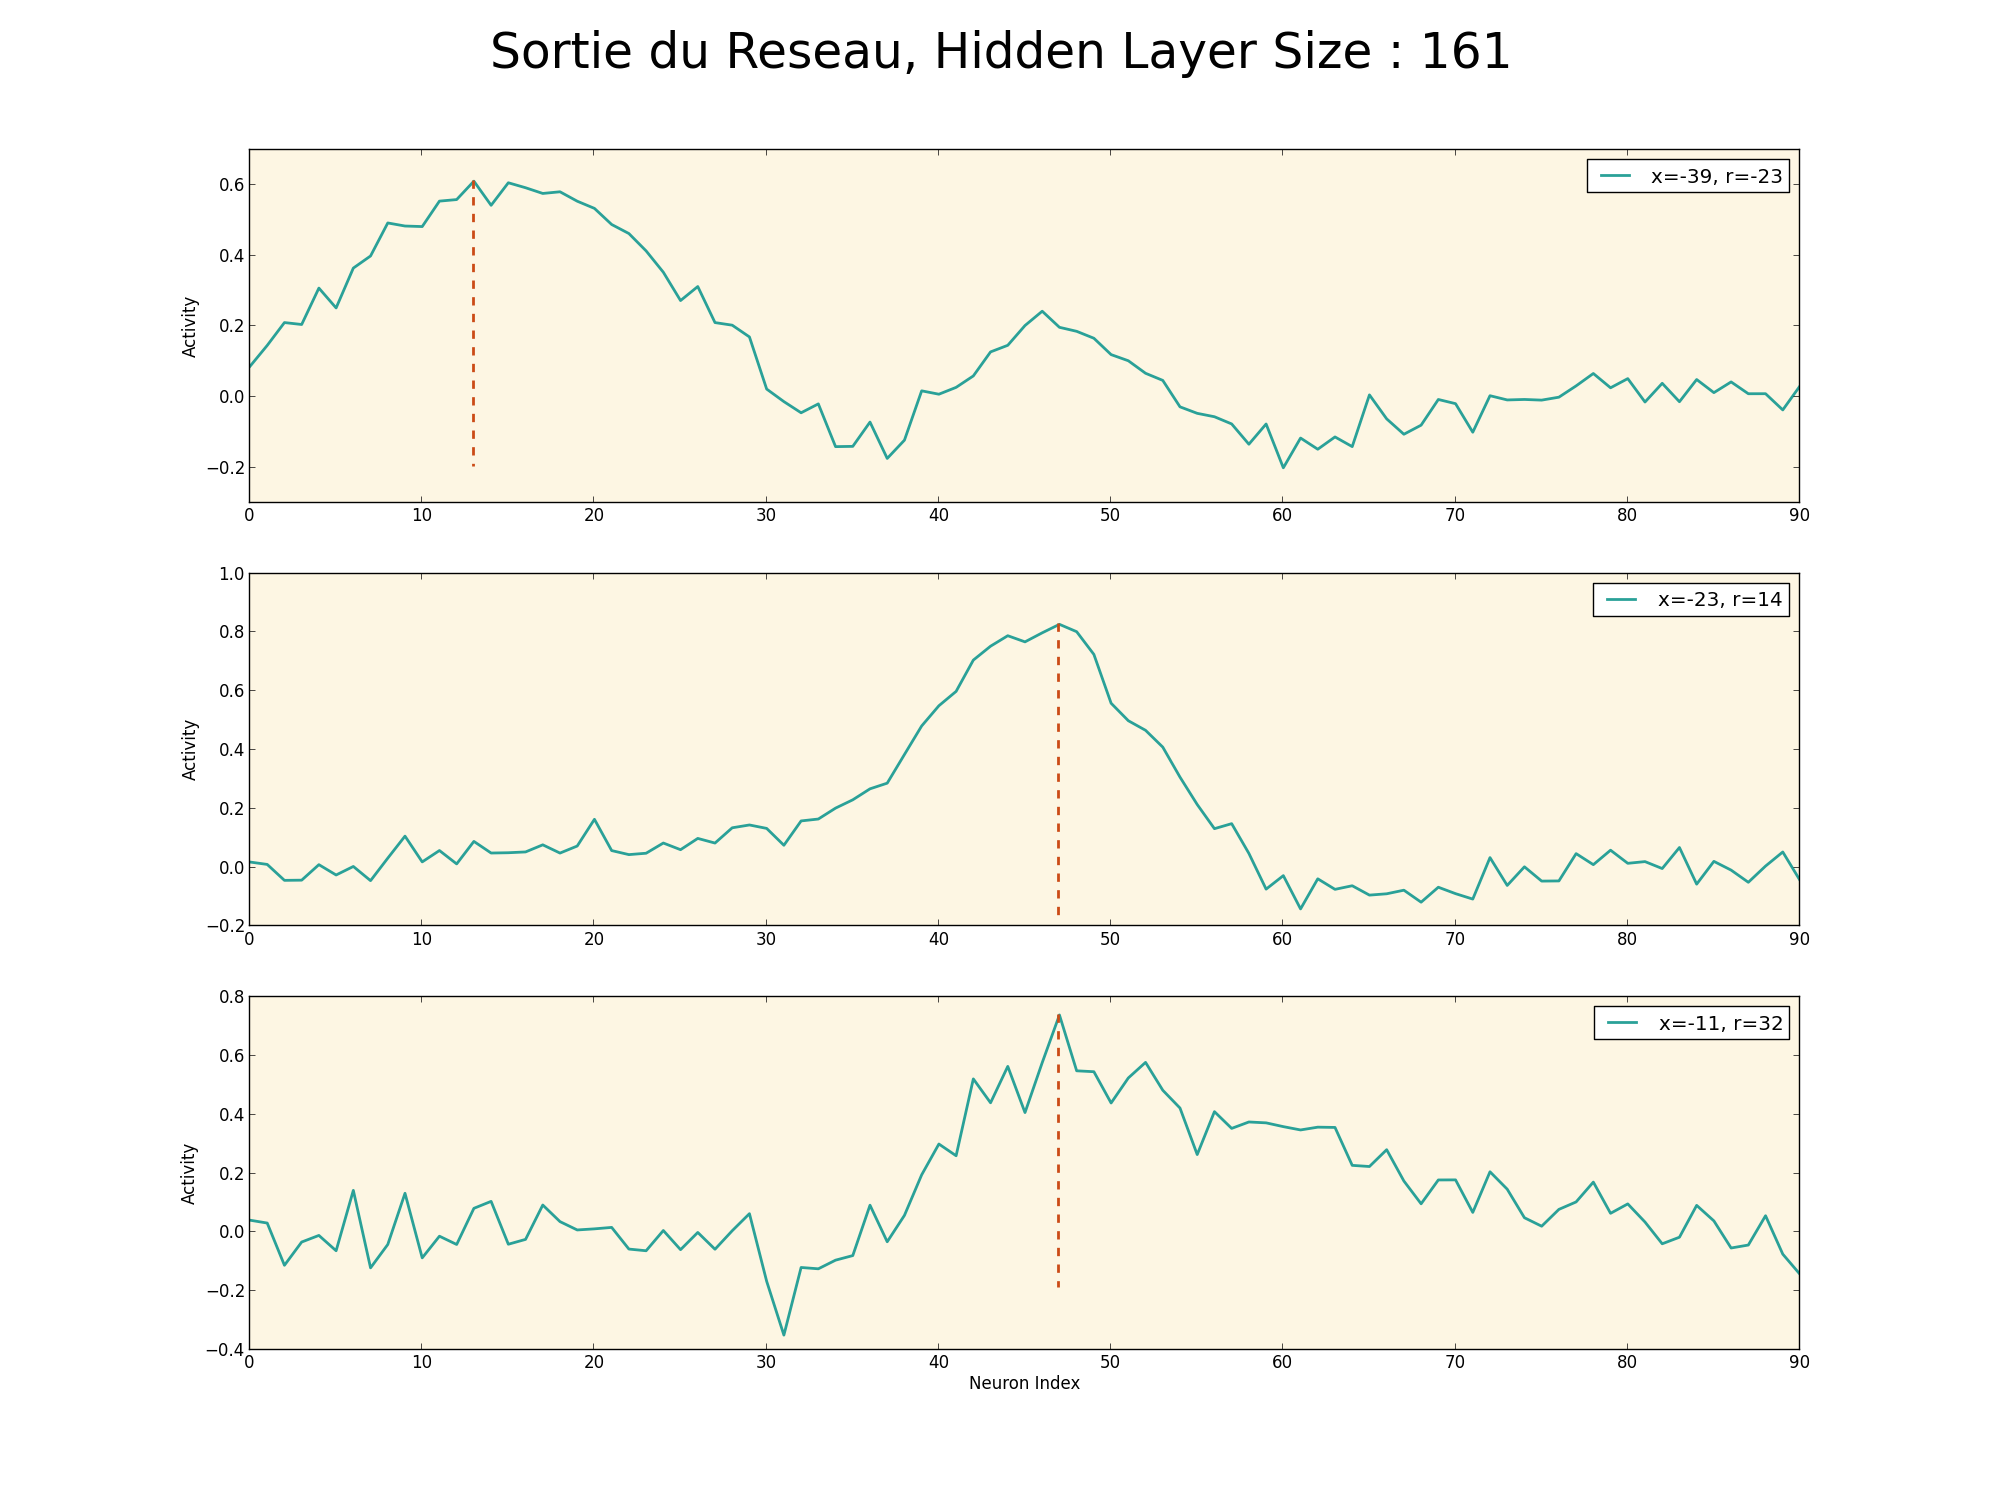 Sortie du Reseau, Hidden Layer Size : 161
x=-39, r=-23
Activity
0.6
0.4
0.2
0.0
−0.2
0 10 20 30 40 50 60 70 80 90
x=-23, r=14
Activity
1.0
0.8
0.6
0.4
0.2
0.0
−0.2
0 10 20 30 40 50 60 70 80 90
x=-11, r=32
Activity
0.8
0.6
0.4
0.2
0.0
−0.2
−0.4
0 10 20 30 40 50 60 70 80 90
Neuron Index